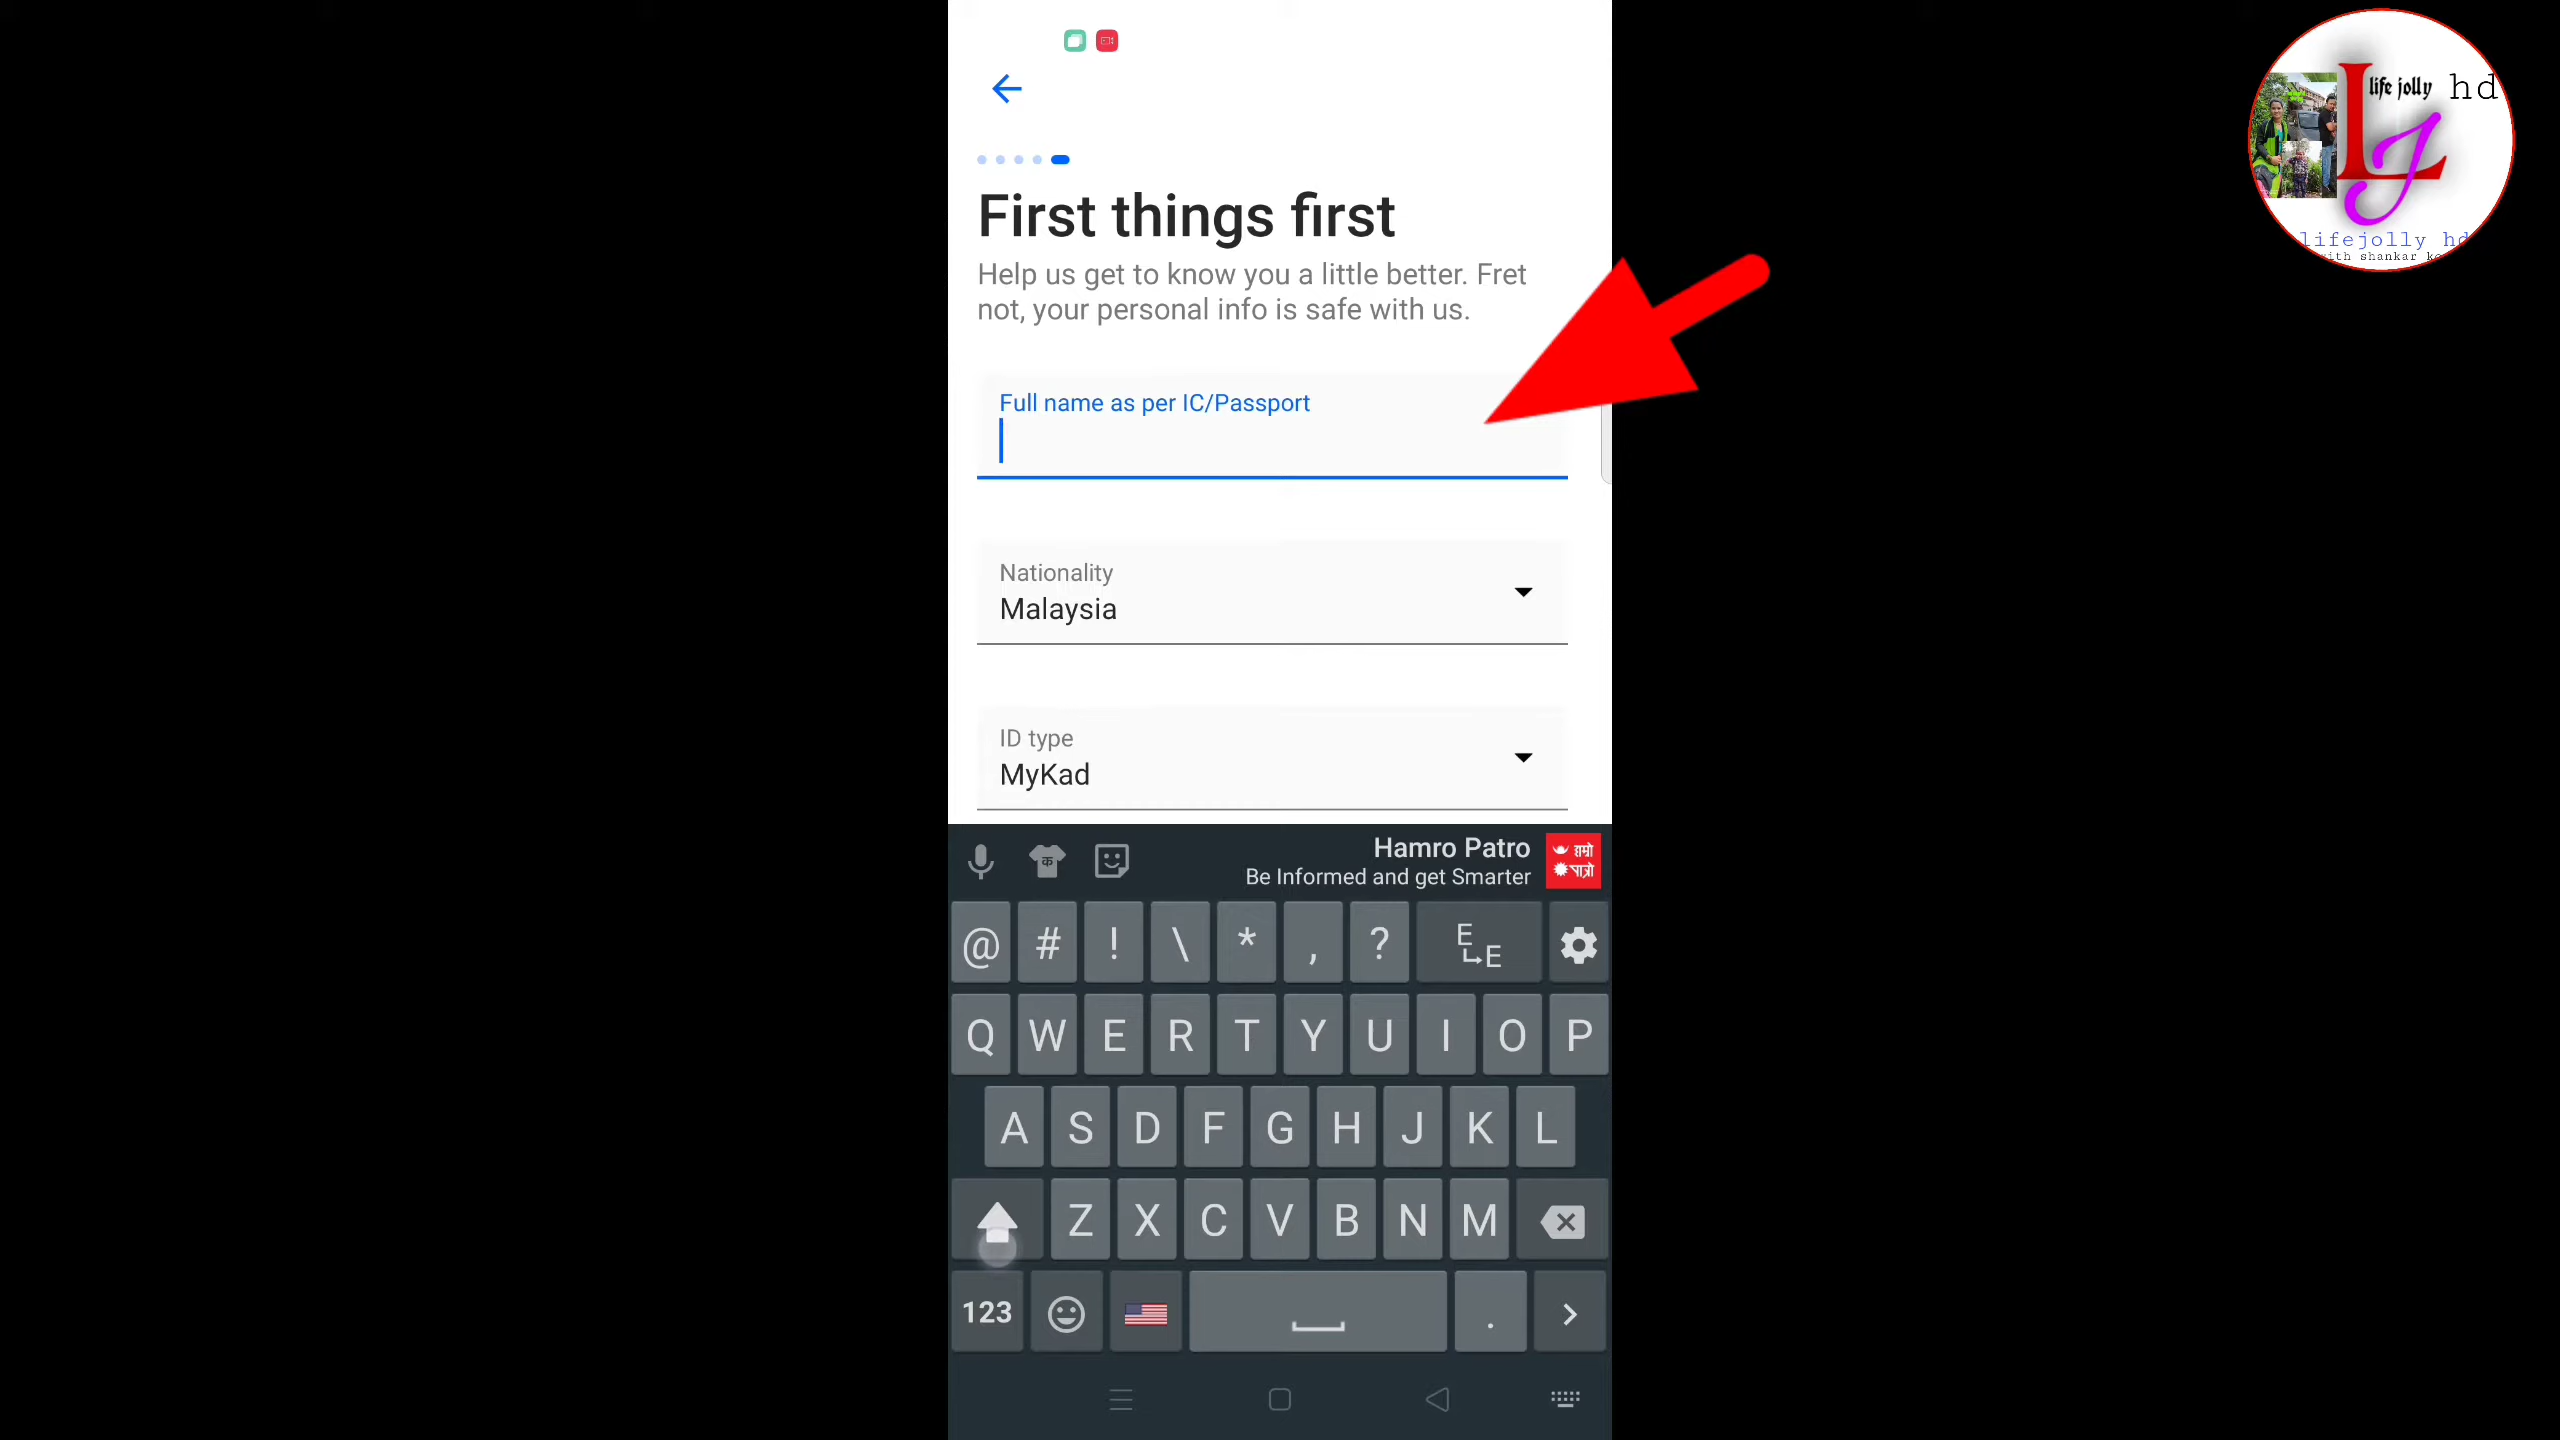 life jolly hd
LJ
lifejolly hd
First things first
Help us get to know you a little better. Fret
not, your personal info is safe with us.
Full name as per IC/Passport
Nationality
Malaysia
ID type
MyKad
Hamro Patro
Be Informed and get Smarter
हाम्रो
पात्रो
@ # ! \ * , ? E E
Q W E R T Y U I O P
A S D F G H J K L
Z X C V B N M
123 .